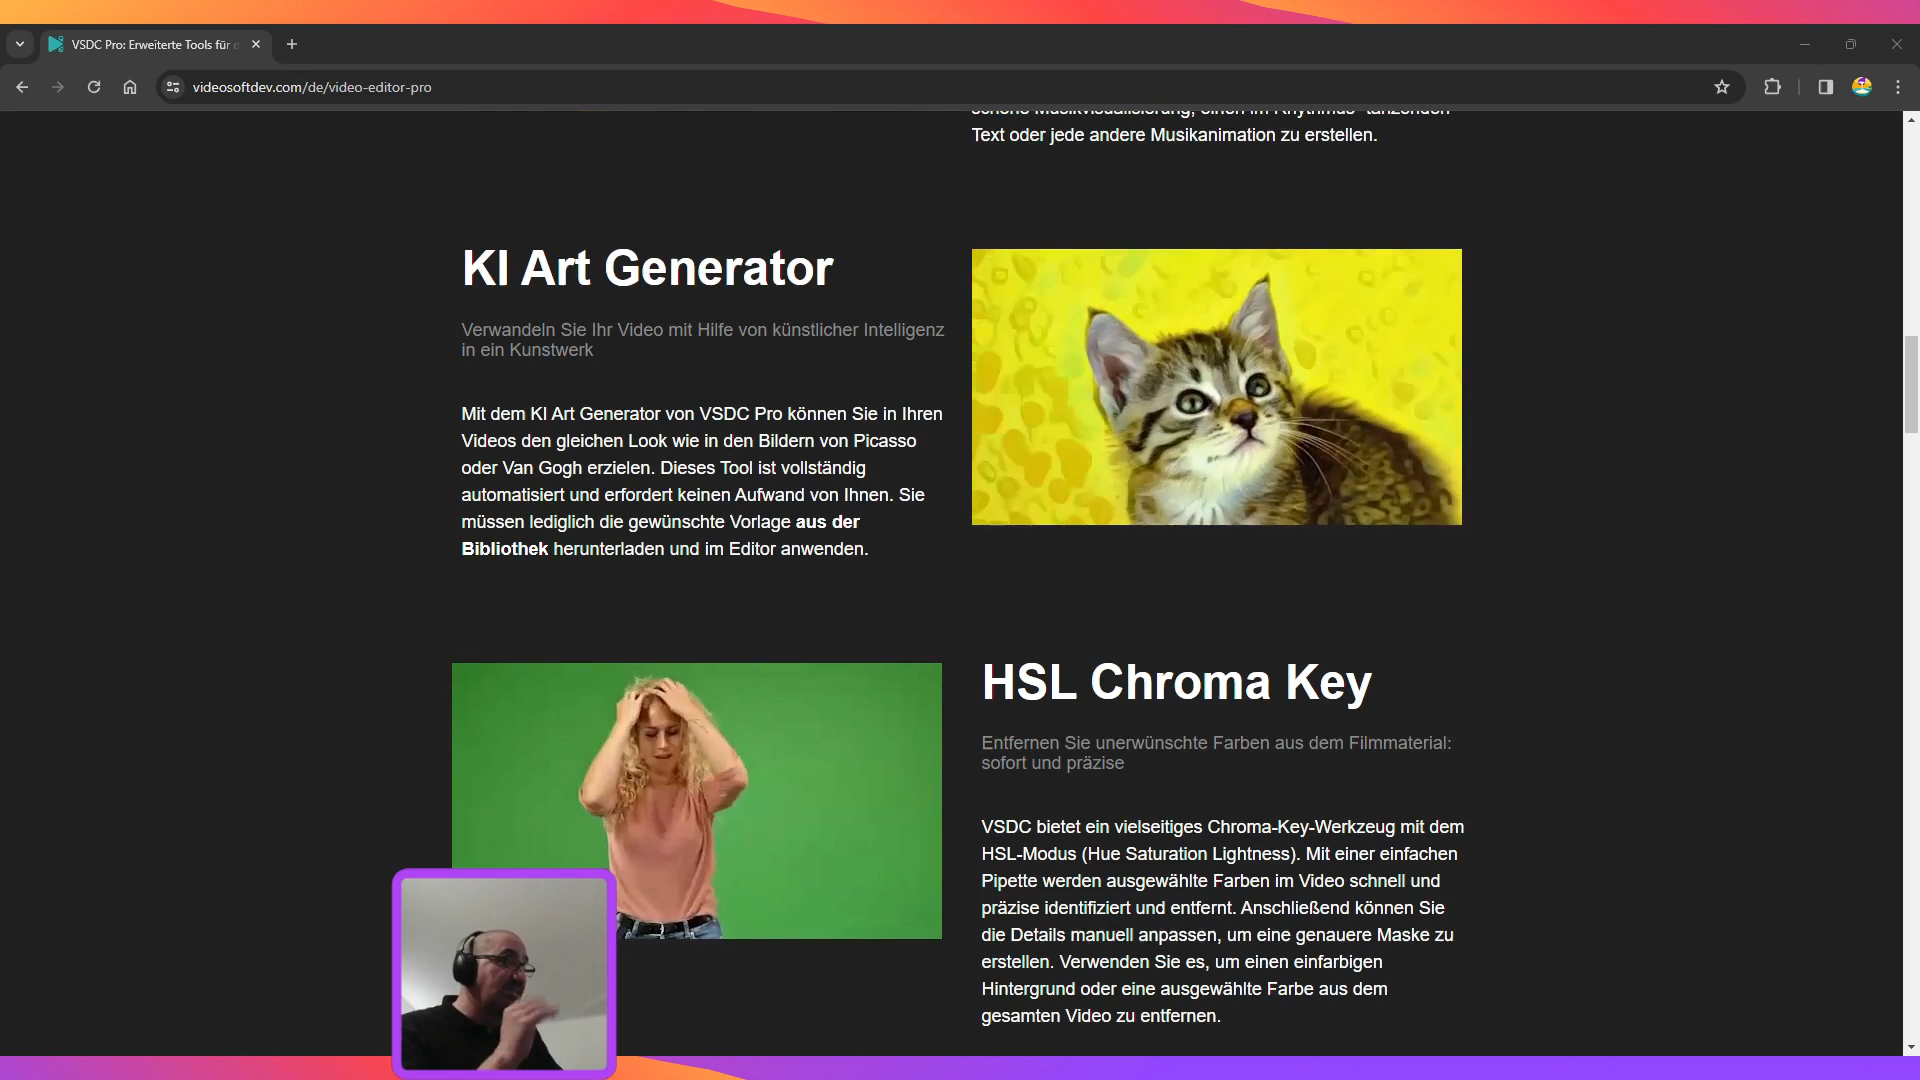 VSDC Pro: Erweiterte Tools für
videosoftdev.com/de/video-editor-pro
schöne Musikvisualisierung, einen im Rhythmus tanzenden
Text oder jede andere Musikanimation zu erstellen.
KI Art Generator
Verwandeln Sie Ihr Video mit Hilfe von künstlicher Intelligenz
in ein Kunstwerk
Mit dem KI Art Generator von VSDC Pro können Sie in Ihren
Videos den gleichen Look wie in den Bildern von Picasso
oder Van Gogh erzielen. Dieses Tool ist vollständig
automatisiert und erfordert keinen Aufwand von Ihnen. Sie
müssen lediglich die gewünschte Vorlage aus der
Bibliothek herunterladen und im Editor anwenden.
HSL Chroma Key
Entfernen Sie unerwünschte Farben aus dem Filmmaterial:
sofort und präzise
VSDC bietet ein vielseitiges Chroma-Key-Werkzeug mit dem
HSL-Modus (Hue Saturation Lightness). Mit einer einfachen
Pipette werden ausgewählte Farben im Video schnell und
präzise identifiziert und entfernt. Anschließend können Sie
die Details manuell anpassen, um eine genauere Maske zu
erstellen. Verwenden Sie es, um einen einfarbigen
Hintergrund oder eine ausgewählte Farbe aus dem
gesamten Video zu entfernen.